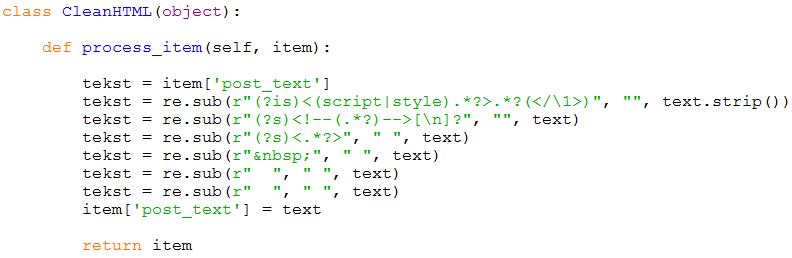 class CleanHTML(object):
    def process_item(self, item):
        tekst = item['post_text']
        tekst = re.sub(r"(?is)<(script|style).*?>.*?(</\1>)", "", text.strip())
        tekst = re.sub(r"(?s)<!--(.*?)-->[\n]?", "", text)
        tekst = re.sub(r"(?s)<.*?>", " ", text)
        tekst = re.sub(r"&nbsp;", " ", text)
        tekst = re.sub(r"  ", " ", text)
        tekst = re.sub(r"  ", " ", text)
        item['post_text'] = text
        return item